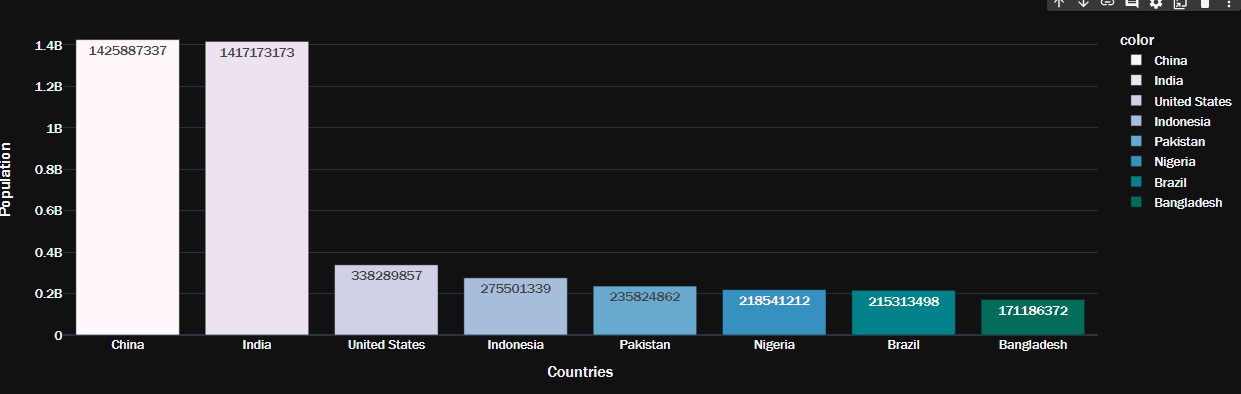 color
China
India
United States
Indonesia
Pakistan
Nigeria
Brazil
Bangladesh
Population
1.4B
1.2B
1B
0.8B
0.6B
0.4B
0.2B
0
1425887337
1417173173
338289857
275501339
235824862
218541212
215313498
171186372
China
India
United States
Indonesia
Pakistan
Nigeria
Brazil
Bangladesh
Countries